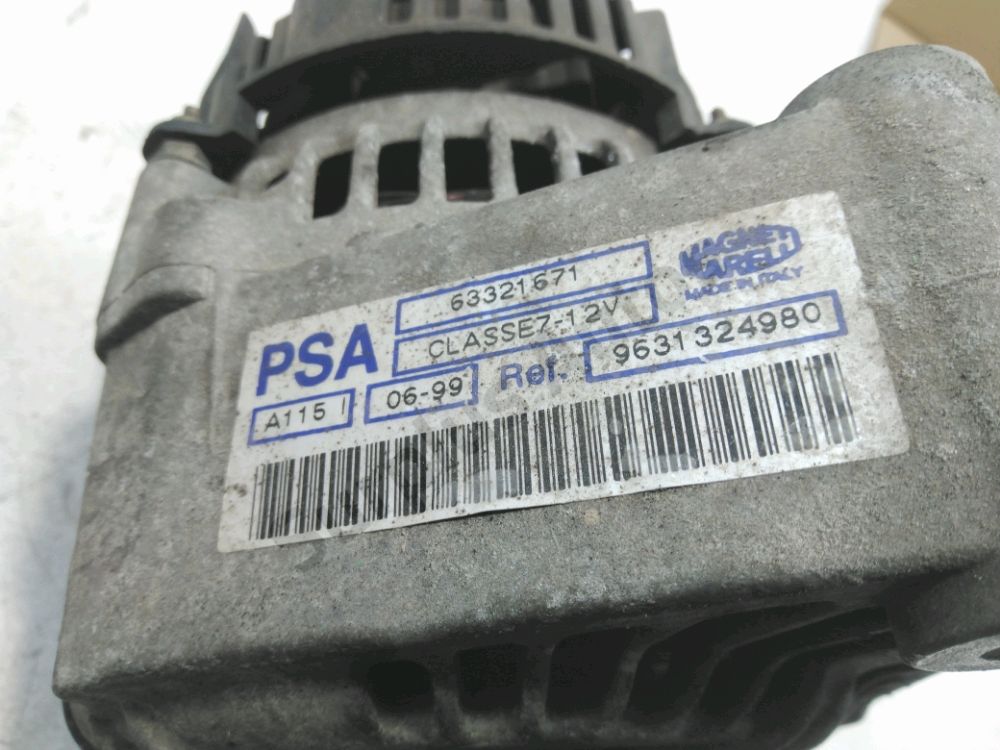 63321671
MAGNETI
MARELLI
MADE IN ITALY
PSA
CLASSE7-12V
A115 I
06-99
Ref.
9631324980